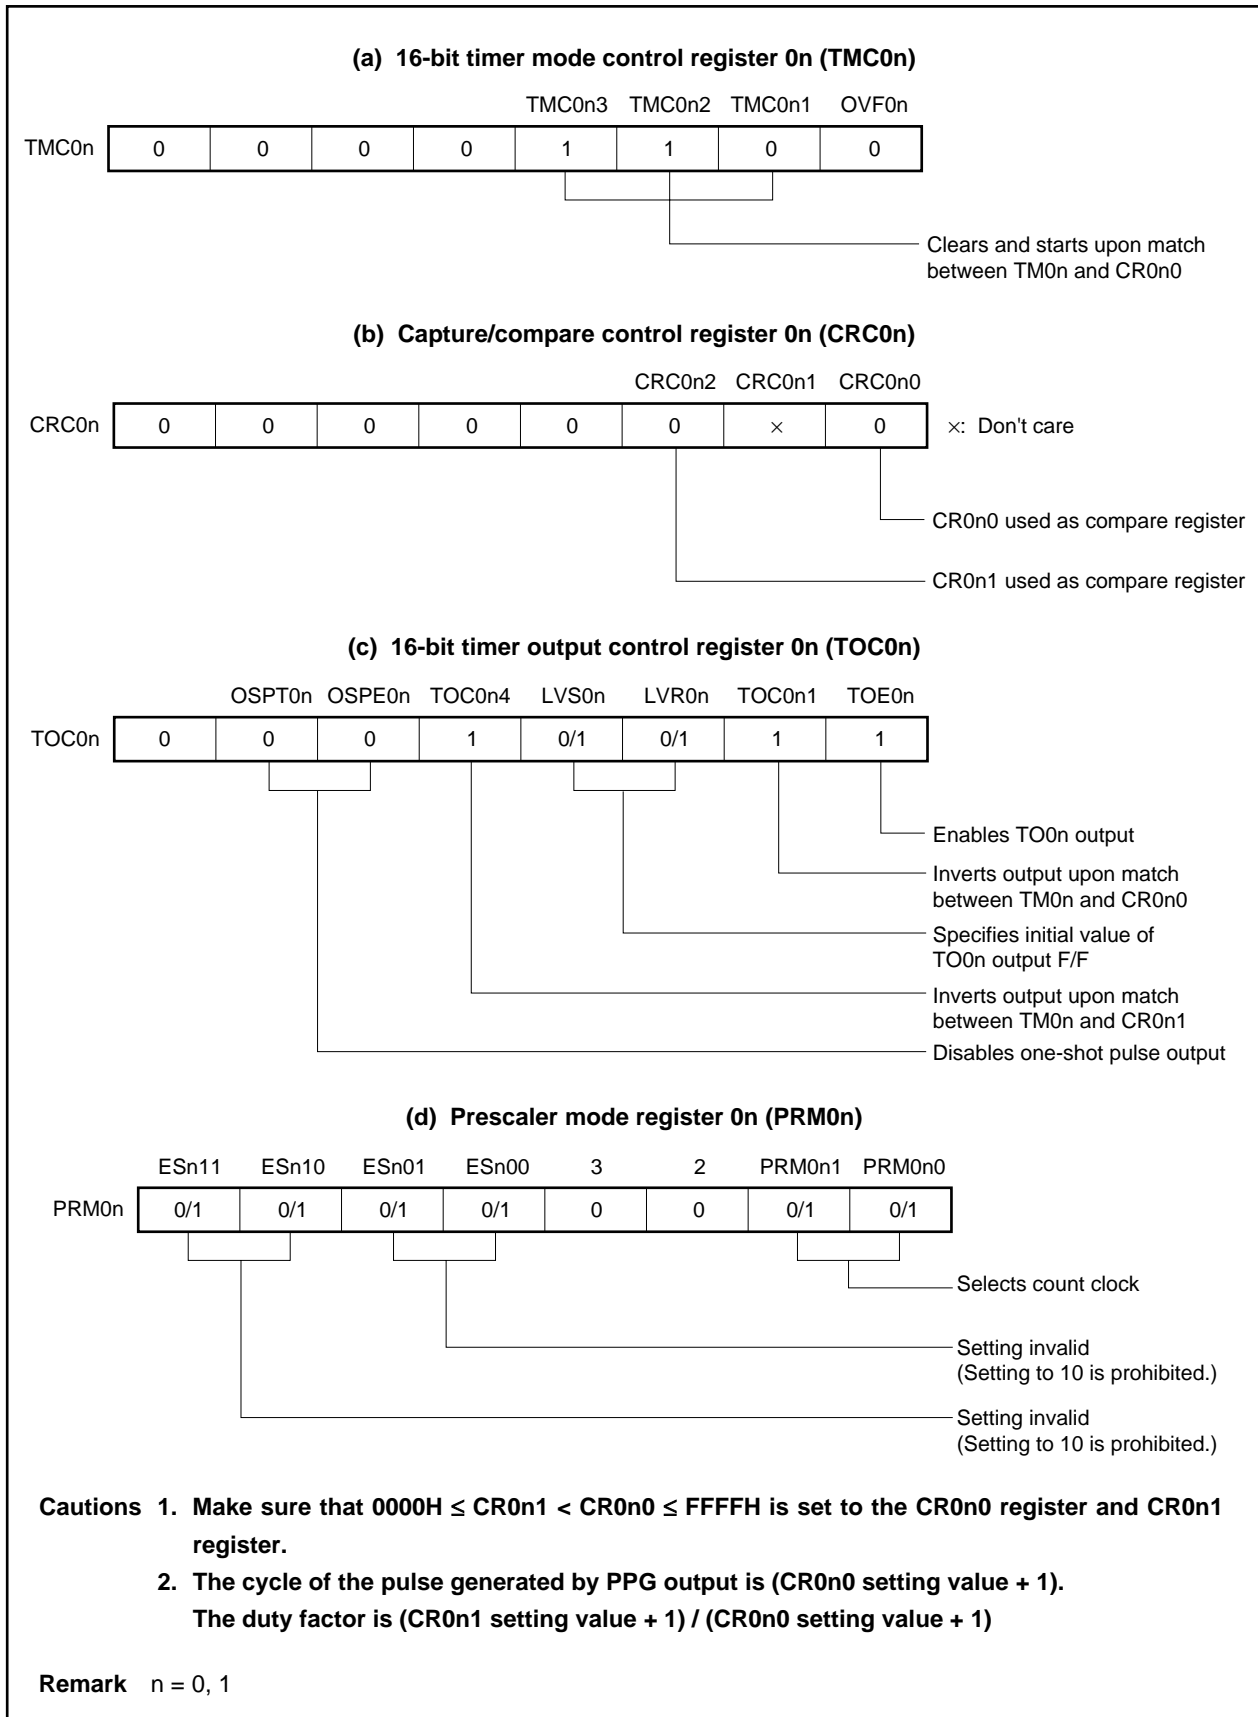 (a) 16-bit timer mode control register 0n (TMC0n)
TMC0n3 TMC0n2 TMC0n1 OVF0n
TMC0n 0 0 0 0 1 1 0 0
Clears and starts upon match
between TM0n and CR0n0
(b) Capture/compare control register 0n (CRC0n)
CRC0n2 CRC0n1 CRC0n0
CRC0n 0 0 0 0 0 0 × 0 ×: Don't care
CR0n0 used as compare register
CR0n1 used as compare register
(c) 16-bit timer output control register 0n (TOC0n)
OSPT0n OSPE0n TOC0n4 LVS0n LVR0n TOC0n1 TOE0n
TOC0n 0 0 0 1 0/1 0/1 1 1
Enables TO0n output
Inverts output upon match
between TM0n and CR0n0
Specifies initial value of
TO0n output F/F
Inverts output upon match
between TM0n and CR0n1
Disables one-shot pulse output
(d) Prescaler mode register 0n (PRM0n)
ESn11 ESn10 ESn01 ESn00 3 2 PRM0n1 PRM0n0
PRM0n 0/1 0/1 0/1 0/1 0 0 0/1 0/1
Selects count clock
Setting invalid
(Setting to 10 is prohibited.)
Setting invalid
(Setting to 10 is prohibited.)
Cautions 1. Make sure that 0000H ≤ CR0n1 < CR0n0 ≤ FFFFH is set to the CR0n0 register and CR0n1
register.
2. The cycle of the pulse generated by PPG output is (CR0n0 setting value + 1).
The duty factor is (CR0n1 setting value + 1) / (CR0n0 setting value + 1)
Remark n = 0, 1